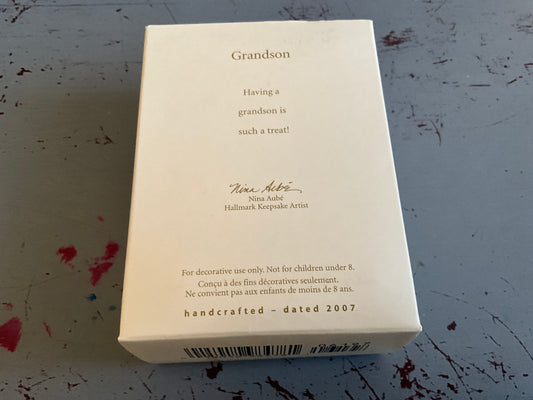 Grandson
Having a
grandson is
such a treat!
Nina Aubé
Nina Aubé
Hallmark Keepsake Artist
For decorative use only. Not for children under 8.
Conçu à des fins décoratives seulement.
Ne convient pas aux enfants de moins de 8 ans.
handcrafted – dated 2007